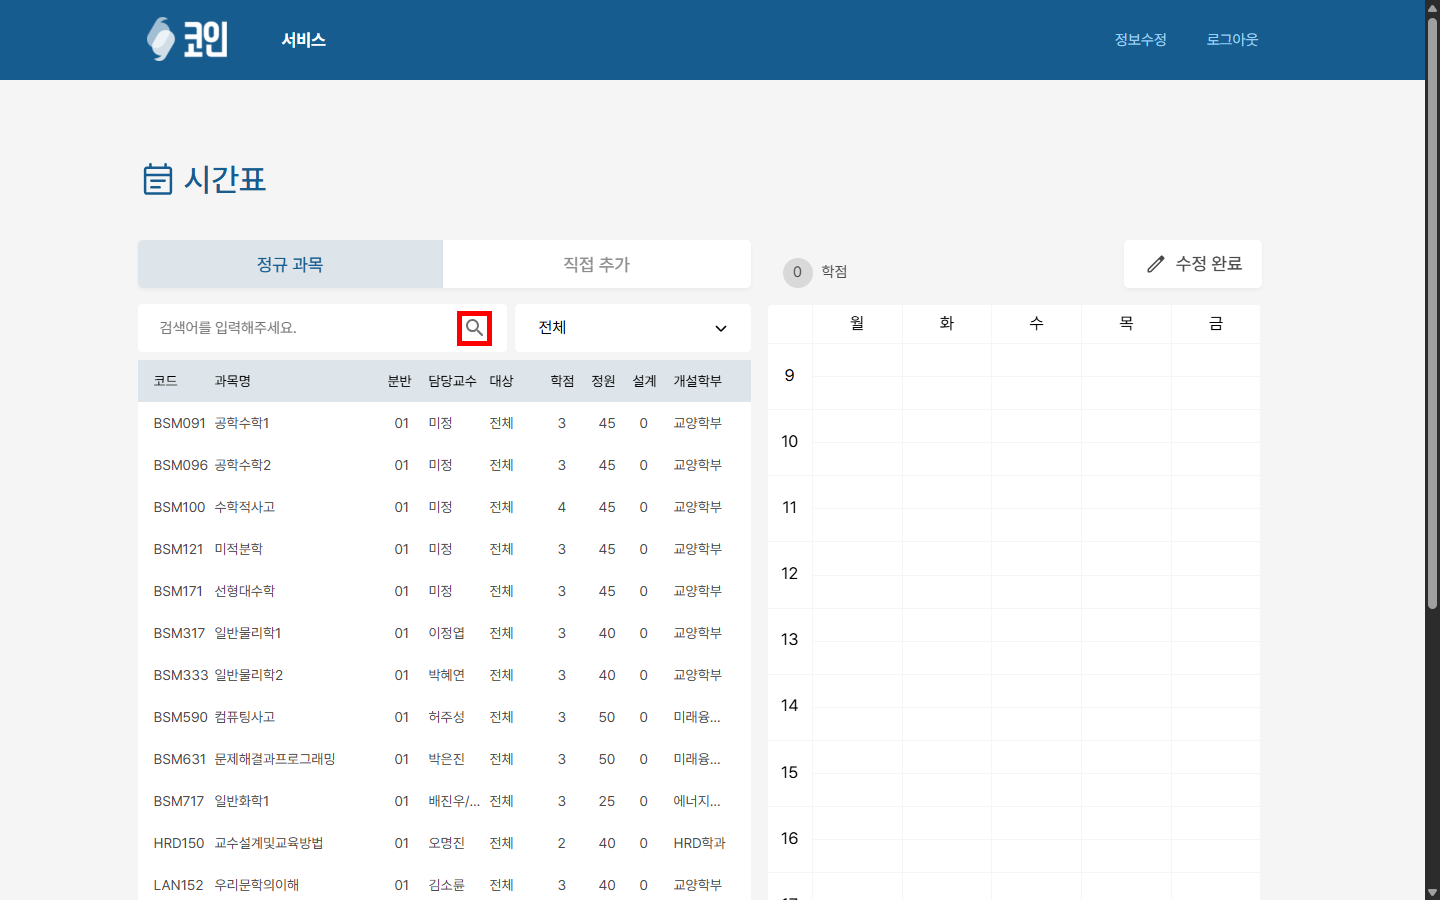 코인
서비스
정보수정
로그아웃
시간표
정규 과목
직접 추가
0 학점
수정 완료
검색어를 입력해주세요.
전체
코드 과목명 분반 담당교수 대상 학점 정원 설계 개설학부
BSM091 공학수학1 01 미정 전체 3 45 0 교양학부
BSM096 공학수학2 01 미정 전체 3 45 0 교양학부
BSM100 수학적사고 01 미정 전체 4 45 0 교양학부
BSM121 미적분학 01 미정 전체 3 45 0 교양학부
BSM171 선형대수학 01 미정 전체 3 45 0 교양학부
BSM317 일반물리학1 01 이정엽 전체 3 40 0 교양학부
BSM333 일반물리학2 01 박혜연 전체 3 40 0 교양학부
BSM590 컴퓨팅사고 01 허주성 전체 3 50 0 미래융...
BSM631 문제해결과프로그래밍 01 박은진 전체 3 50 0 미래융...
BSM717 일반화학1 01 배진우/... 전체 3 25 0 에너지...
HRD150 교수설계및교육방법 01 오명진 전체 2 40 0 HRD학과
LAN152 우리문학의이해 01 김소륜 전체 3 40 0 교양학부
월 화 수 목 금
9
10
11
12
13
14
15
16